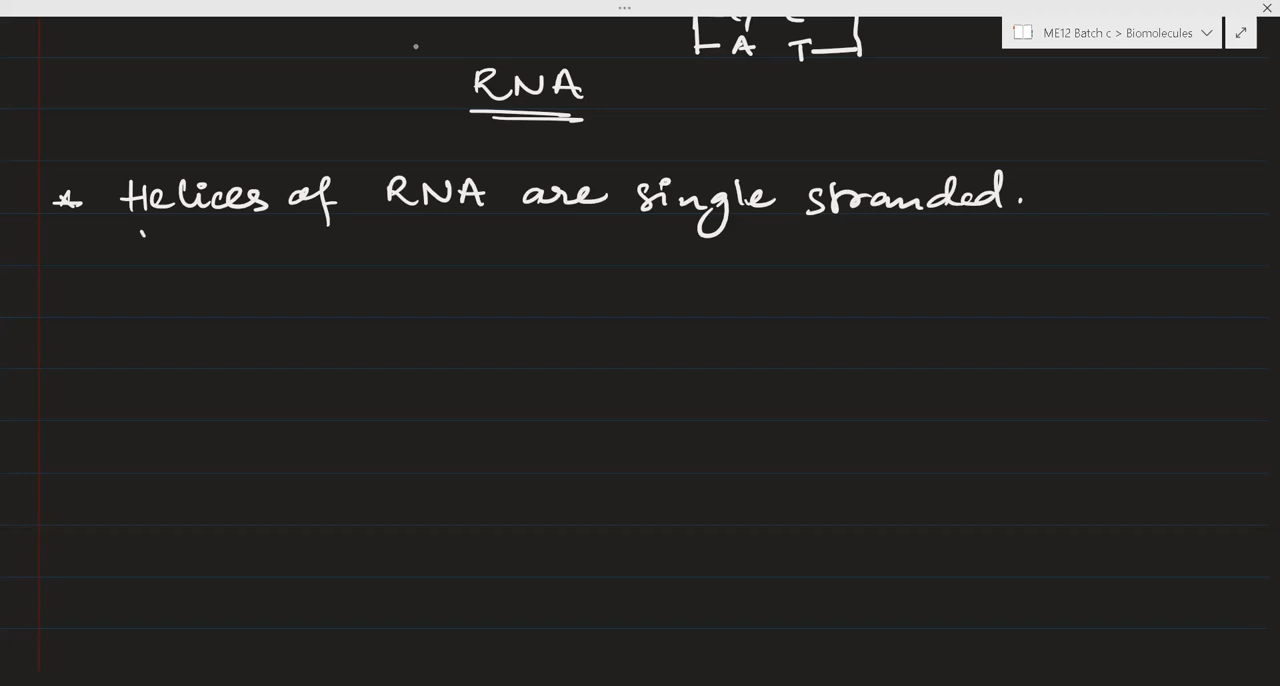 ME12 Batch c > Biomolecules
A T
RNA
* Helices of RNA are single stranded.